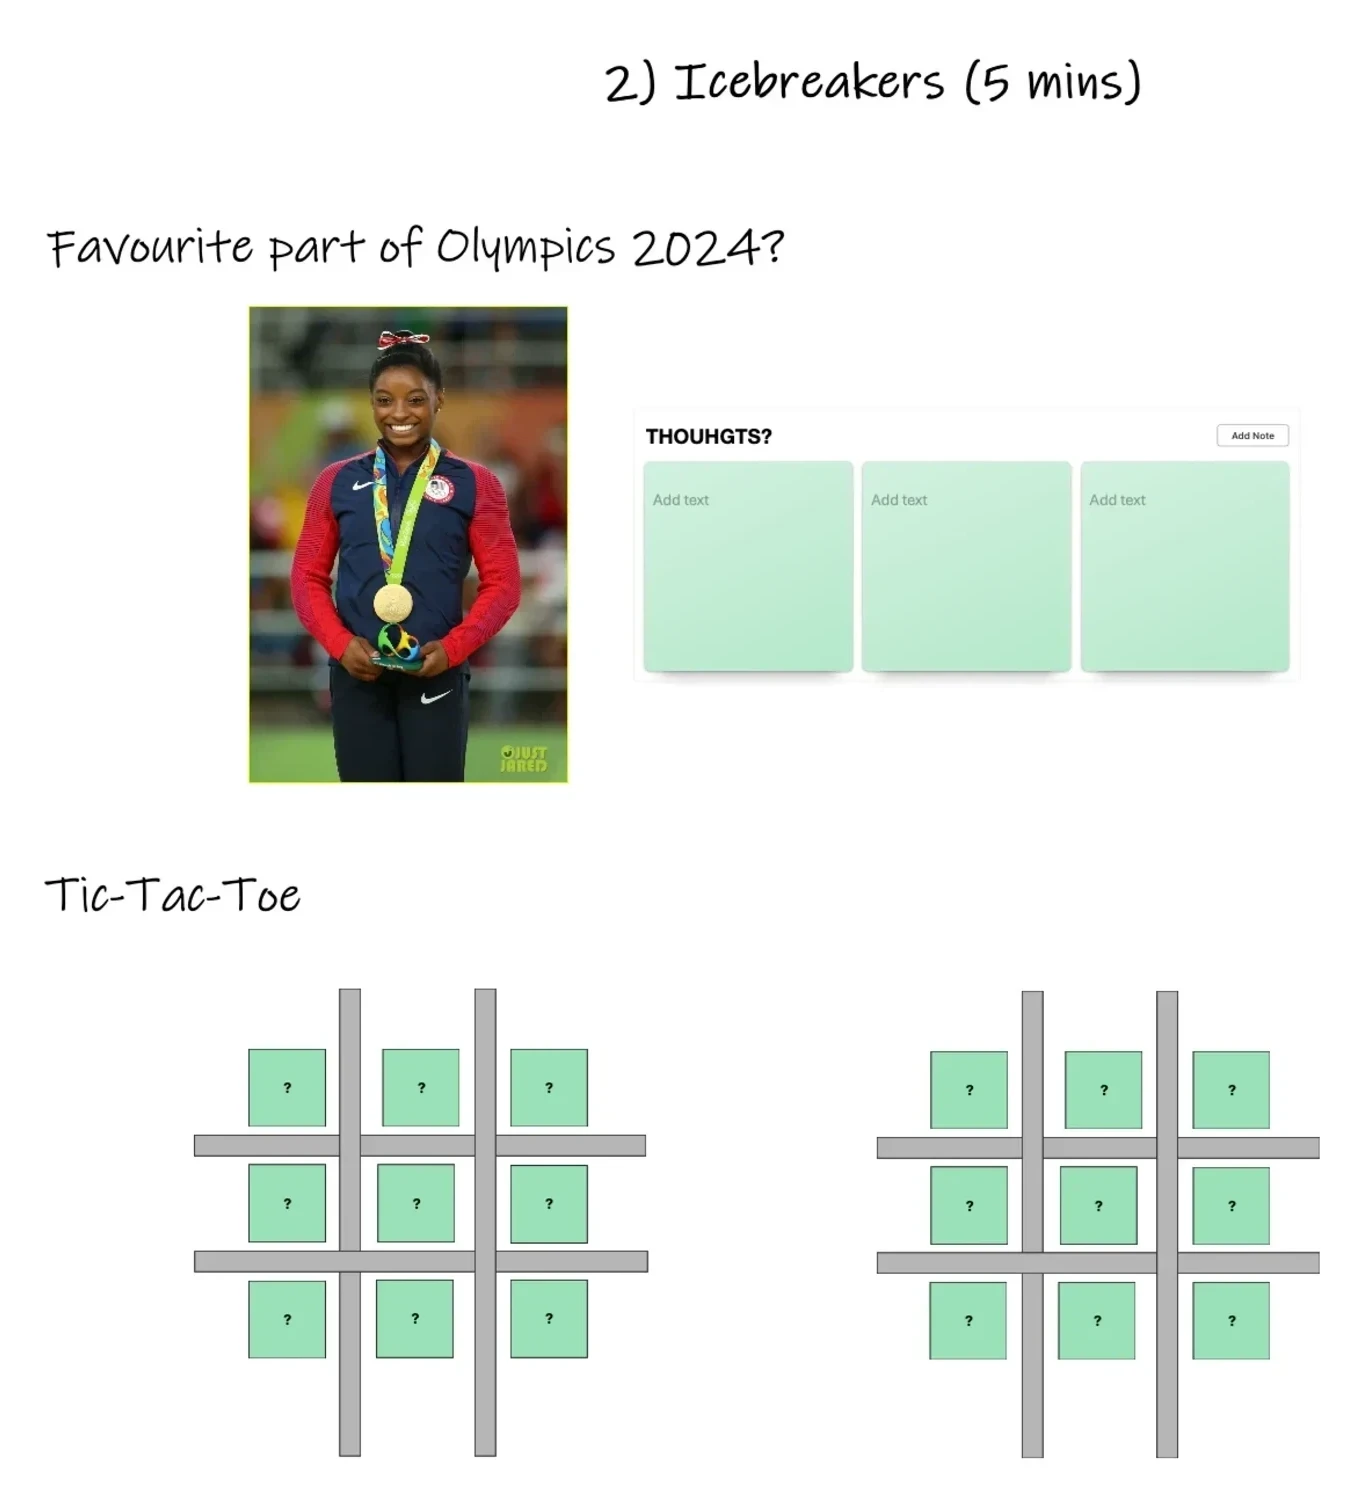 2) Icebreakers (5 mins)
Favourite part of Olympics 2024?
THOUHGTS?
Add Note
Add text Add text Add text
JUST
JARED
Tic-Tac-Toe
? ? ? ? ? ?
? ? ? ? ? ?
? ? ? ? ? ?